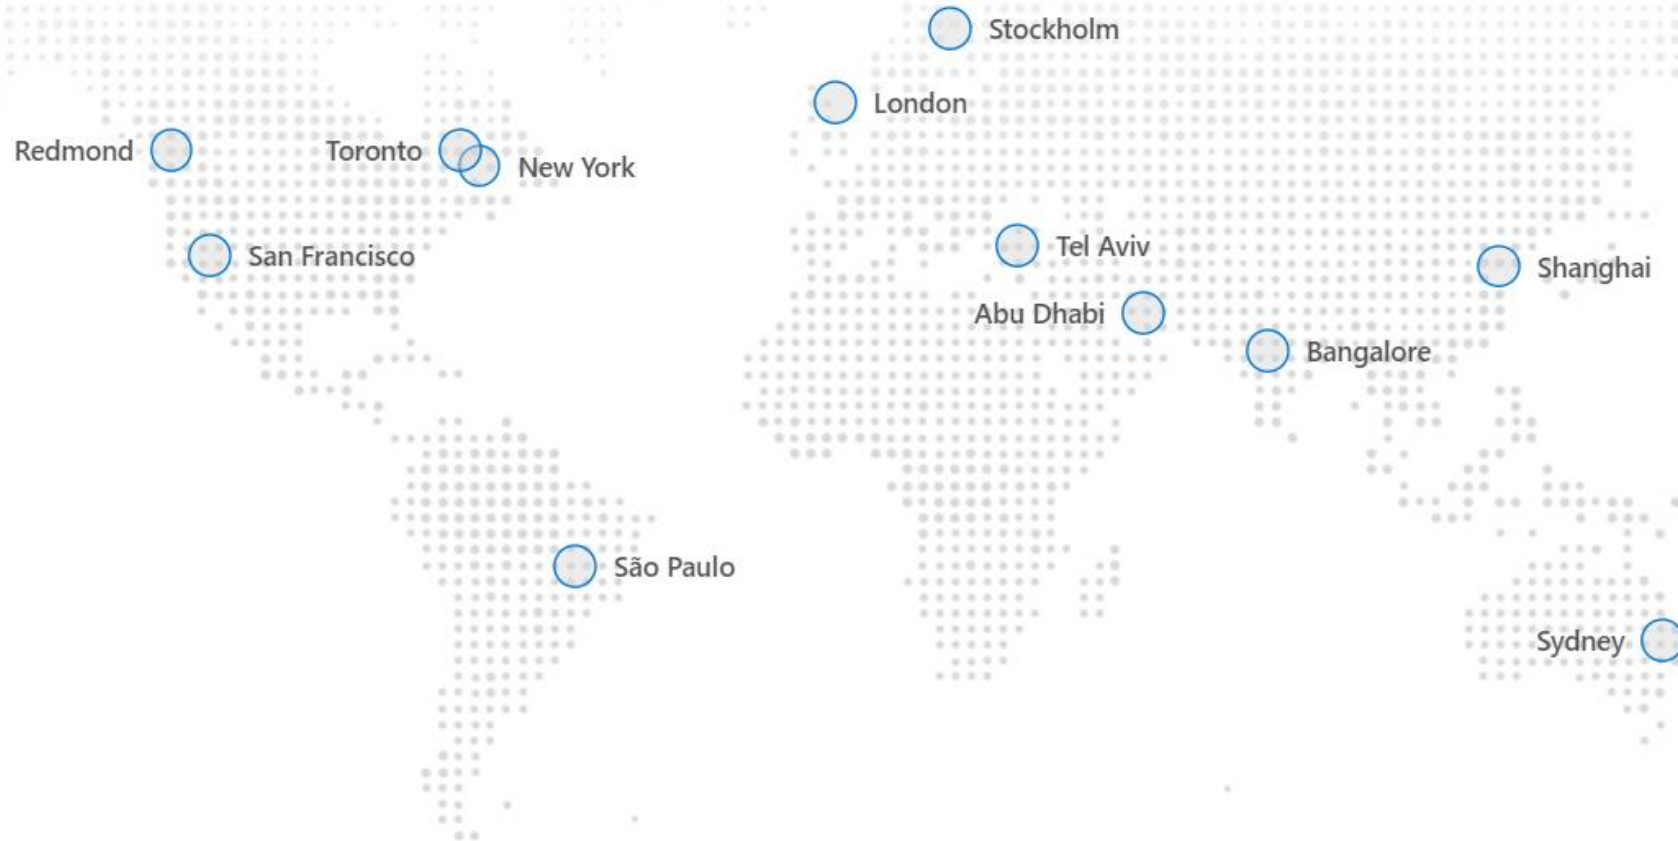 Stockholm
London
Redmond
Toronto
New York
Tel Aviv
San Francisco
Shanghai
Abu Dhabi
Bangalore
São Paulo
Sydney